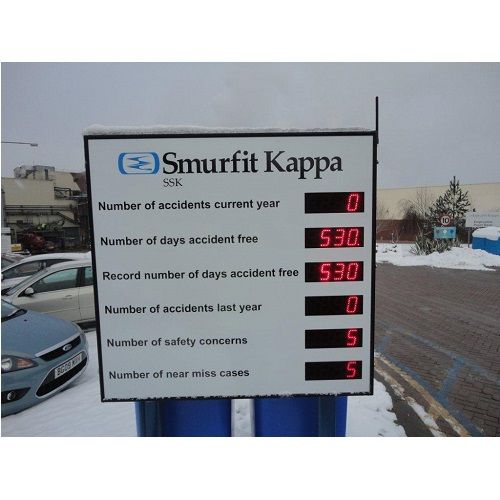 Smurfit Kappa
SSK
Number of accidents current year 0
Number of days accident free 530
Record number of days accident free 530
Number of accidents last year 0
Number of safety concerns 5
Number of near miss cases 5
10